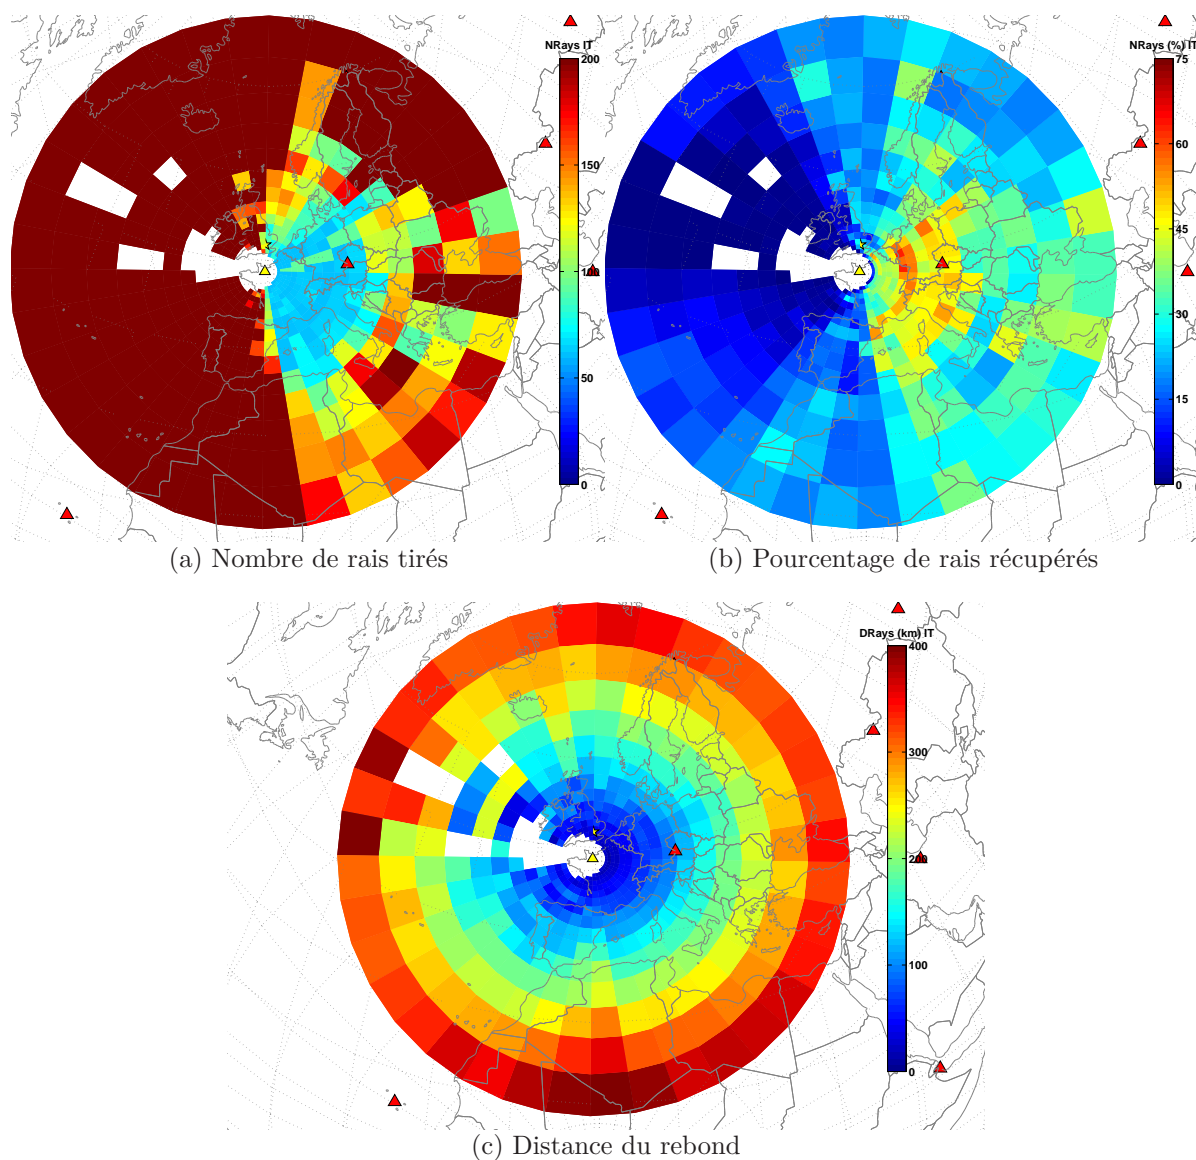 NRays IT
200
150
100
50
0
(a) Nombre de rais tirés
NRays (%) IT
75
60
45
30
15
0
(b) Pourcentage de rais récupérés
DRays (km) IT
400
300
200
100
0
(c) Distance du rebond